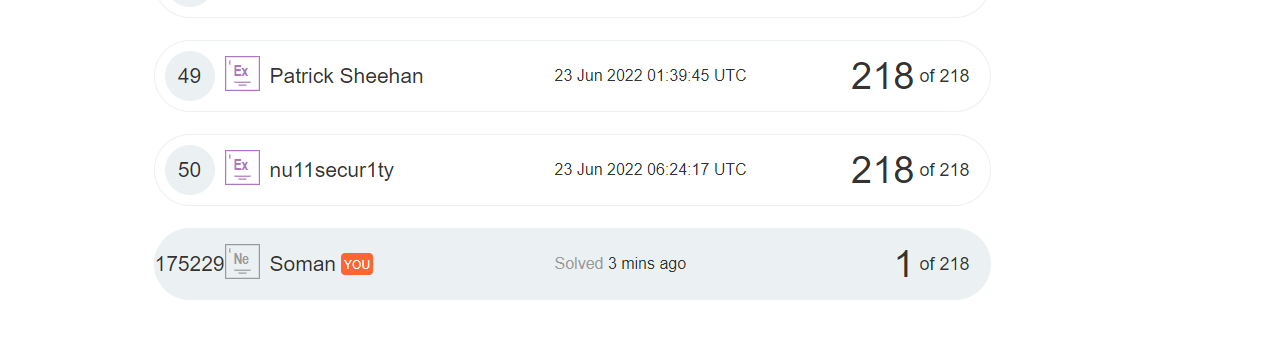 49 Ex Patrick Sheehan 23 Jun 2022 01:39:45 UTC 218 of 218
50 Ex nu11secur1ty 23 Jun 2022 06:24:17 UTC 218 of 218
175229 Ne Soman YOU Solved 3 mins ago 1 of 218